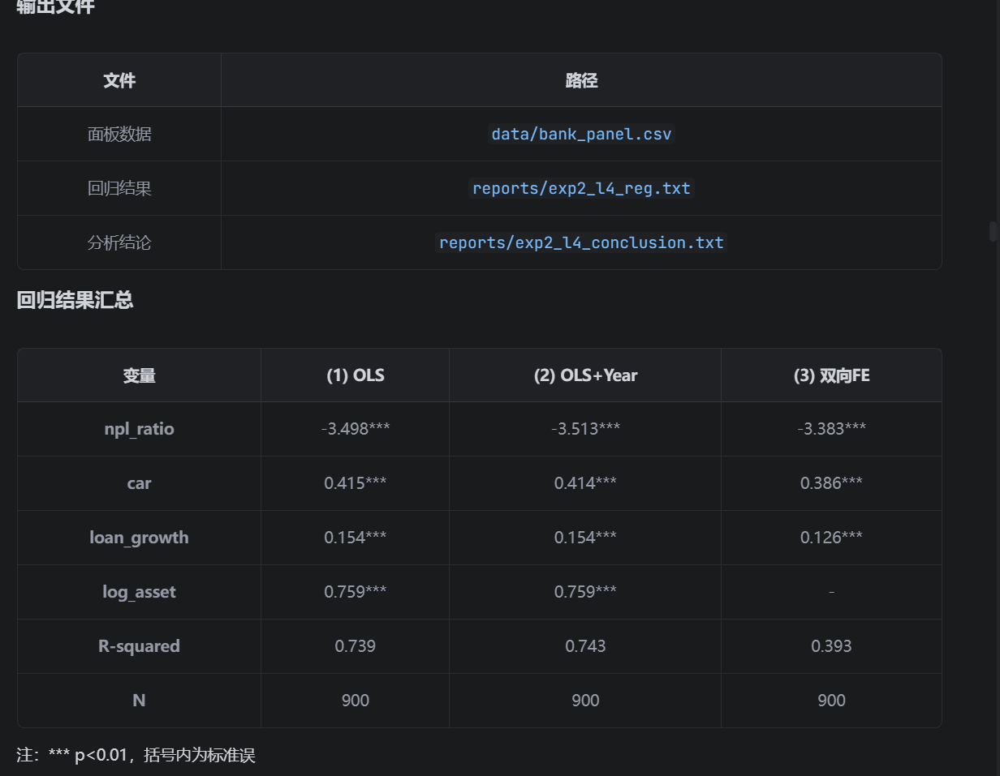 输出文件
文件 路径
面板数据 data/bank_panel.csv
回归结果 reports/exp2_l4_reg.txt
分析结论 reports/exp2_l4_conclusion.txt
回归结果汇总
变量 (1) OLS (2) OLS+Year (3) 双向FE
npl_ratio -3.498*** -3.513*** -3.383***
car 0.415*** 0.414*** 0.386***
loan_growth 0.154*** 0.154*** 0.126***
log_asset 0.759*** 0.759*** -
R-squared 0.739 0.743 0.393
N 900 900 900
注：*** p<0.01，括号内为标准误